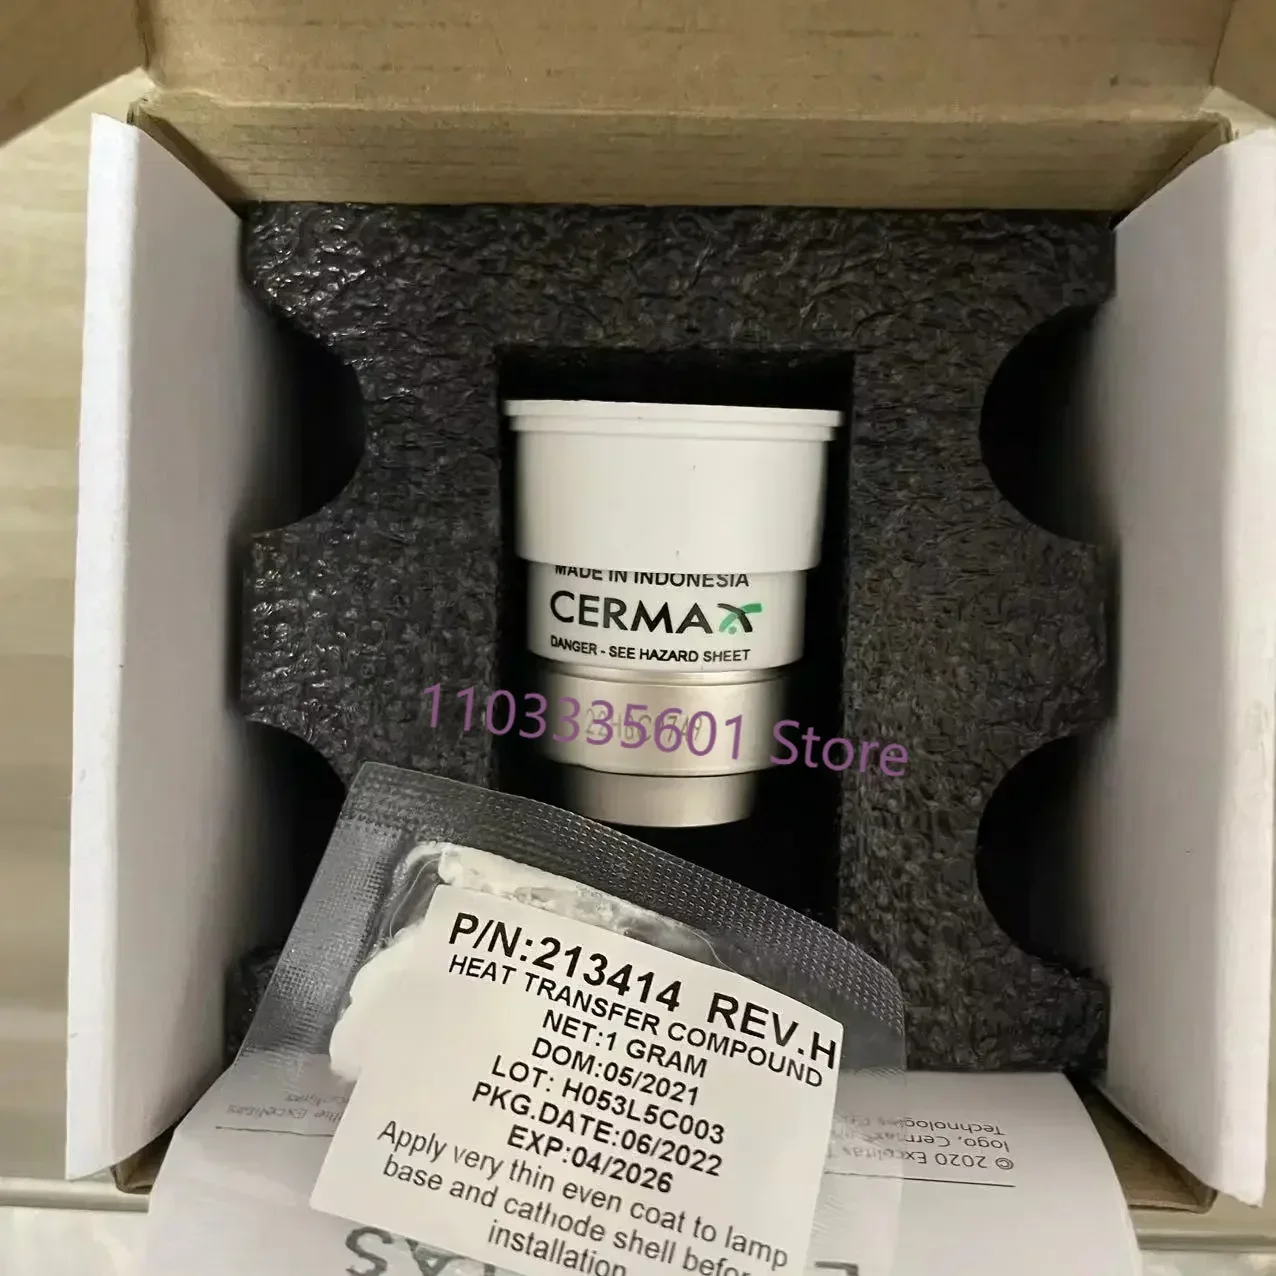 MADE IN INDONESIA
CERMAX
DANGER - SEE HAZARD SHEET
1103335601 Store
P/N:213414 REV.H
HEAT TRANSFER COMPOUND
NET:1 GRAM
DOM:05/2021
LOT: H053L5C003
PKG.DATE:06/2022
EXP:04/2026
Apply very thin even coat to lamp
base and cathode shell before
installation
© 2020 Excelitas
Technologies
logo, Cermax
the Excelitas